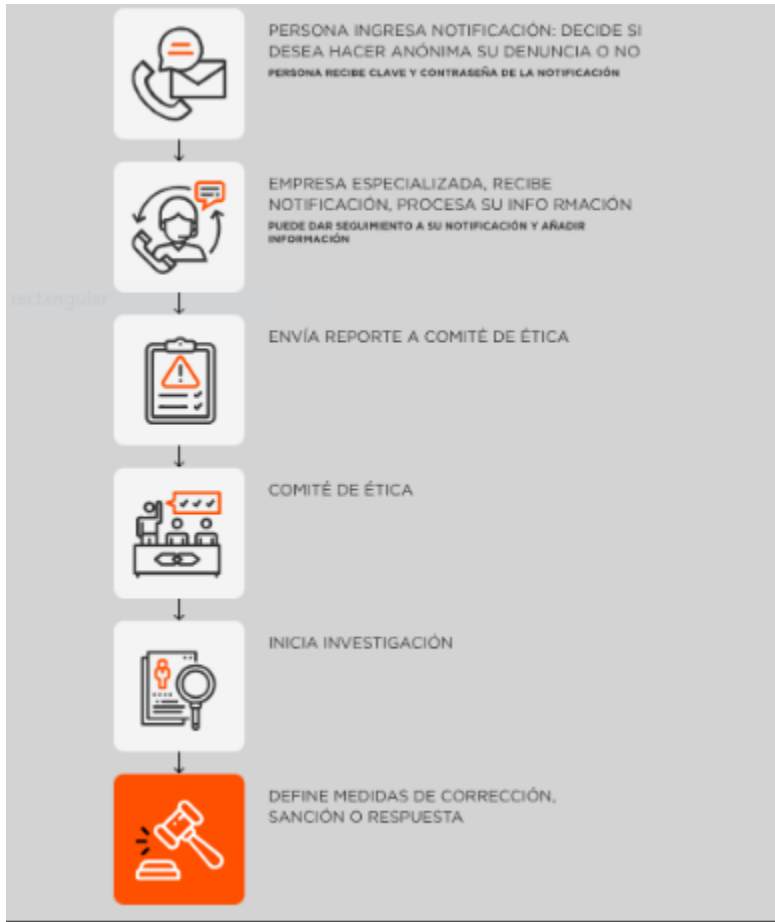 PERSONA INGRESA NOTIFICACIÓN: DECIDE SI
DESEA HACER ANÓNIMA SU DENUNCIA O NO
PERSONA RECIBE CLAVE Y CONTRASEÑA DE LA NOTIFICACIÓN
EMPRESA ESPECIALIZADA, RECIBE
NOTIFICACIÓN, PROCESA SU INFO RMACIÓN
PUEDE DAR SEGUIMIENTO A SU NOTIFICACIÓN Y AÑADIR
INFORMACIÓN
rectangular
ENVÍA REPORTE A COMITÉ DE ÉTICA
COMITÉ DE ÉTICA
INICIA INVESTIGACIÓN
DEFINE MEDIDAS DE CORRECCIÓN,
SANCIÓN O RESPUESTA